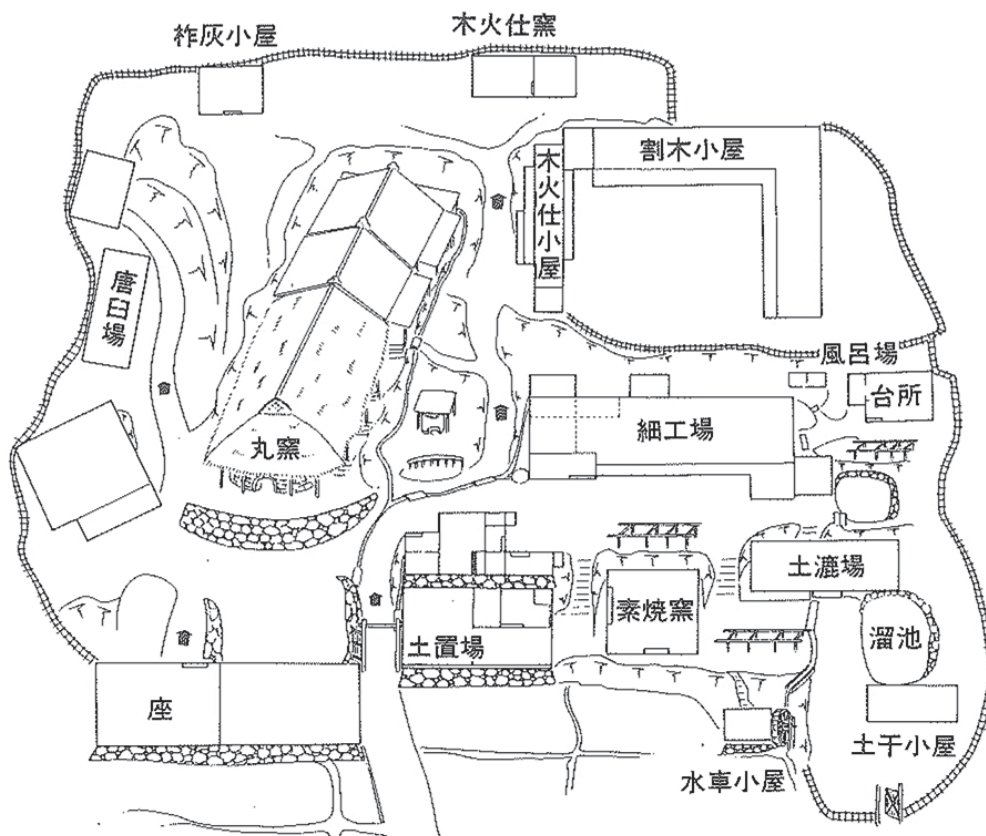 柞灰小屋
木火仕窯
割木小屋
木火仕小屋
唐臼場
風呂場
台所
細工場
丸窯
土漉場
素焼窯
土置場
溜池
座
土干小屋
水車小屋